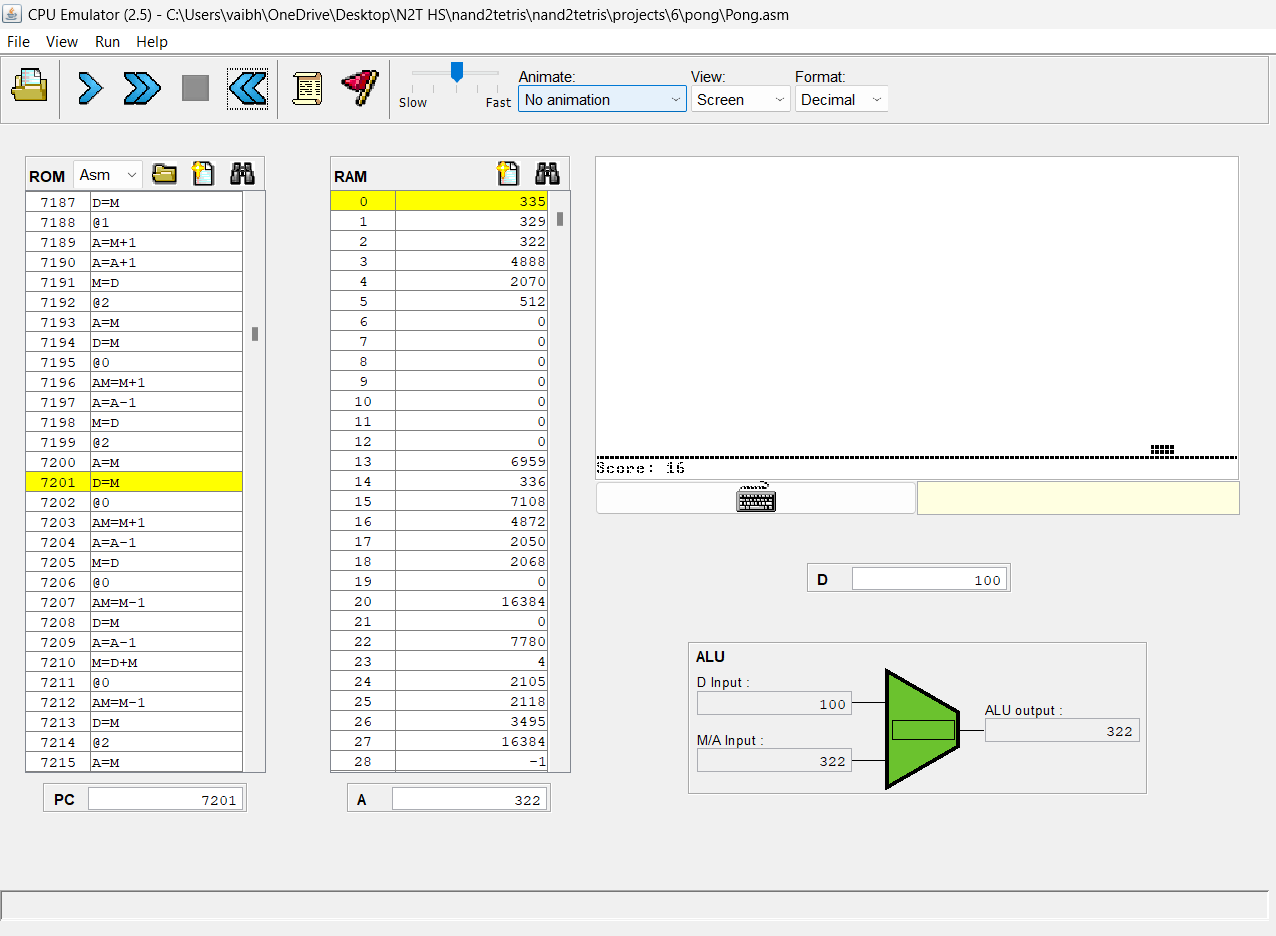 CPU Emulator (2.5) - C:\Users\vaibh\OneDrive\Desktop\N2T HS\nand2tetris\nand2tetris\projects\6\pong\Pong.asm
File View Run Help
Slow Fast
Animate: View: Format:
No animation Screen Decimal
ROM Asm
7187 D=M
7188 @1
7189 A=M+1
7190 A=A+1
7191 M=D
7192 @2
7193 A=M
7194 D=M
7195 @0
7196 AM=M+1
7197 A=A-1
7198 M=D
7199 @2
7200 A=M
7201 D=M
7202 @0
7203 AM=M+1
7204 A=A-1
7205 M=D
7206 @0
7207 AM=M-1
7208 D=M
7209 A=A-1
7210 M=D+M
7211 @0
7212 AM=M-1
7213 D=M
7214 @2
7215 A=M
PC 7201
RAM
0 335
1 329
2 322
3 4888
4 2070
5 512
6 0
7 0
8 0
9 0
10 0
11 0
12 0
13 6959
14 336
15 7108
16 4872
17 2050
18 2068
19 0
20 16384
21 0
22 7780
23 4
24 2105
25 2118
26 3495
27 16384
28 -1
A 322
Score: 16
D 100
ALU
D Input :
100
M/A Input :
322
ALU output :
322